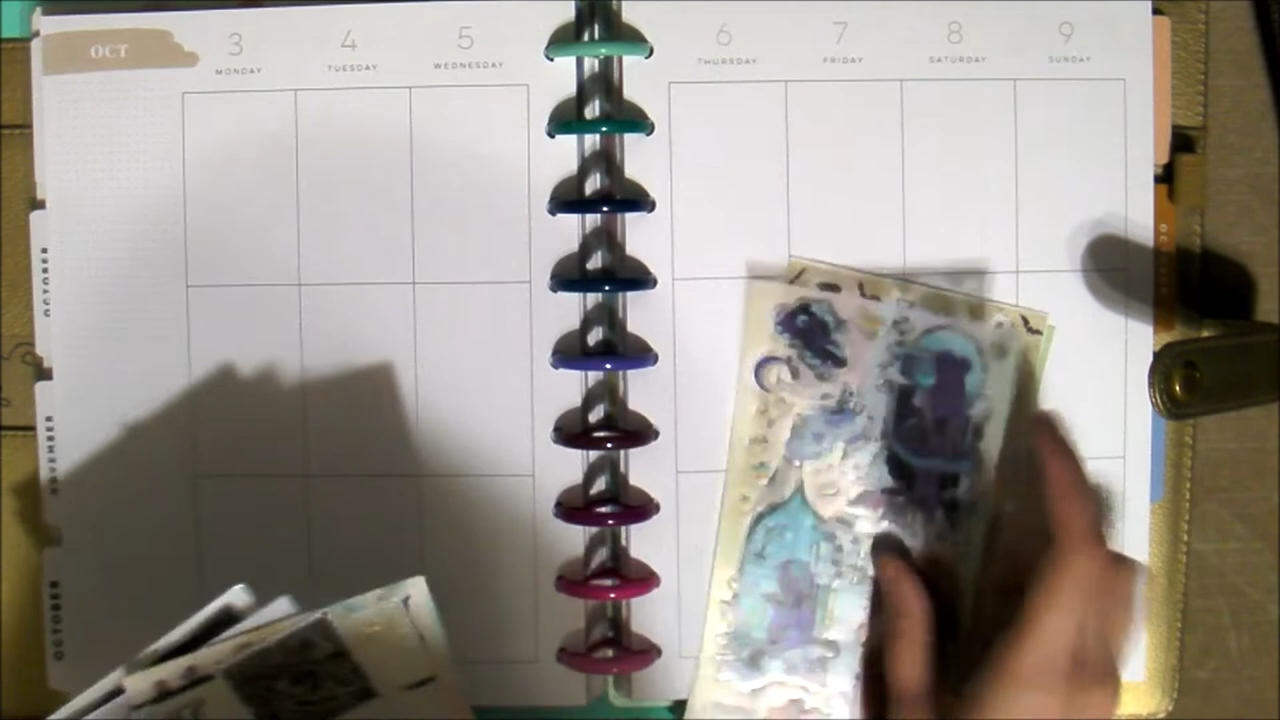 OCT
3 4 5 6 7 8 9
MONDAY TUESDAY WEDNESDAY THURSDAY FRIDAY SATURDAY SUNDAY
OCTOBER
NOVEMBER
OCTOBER